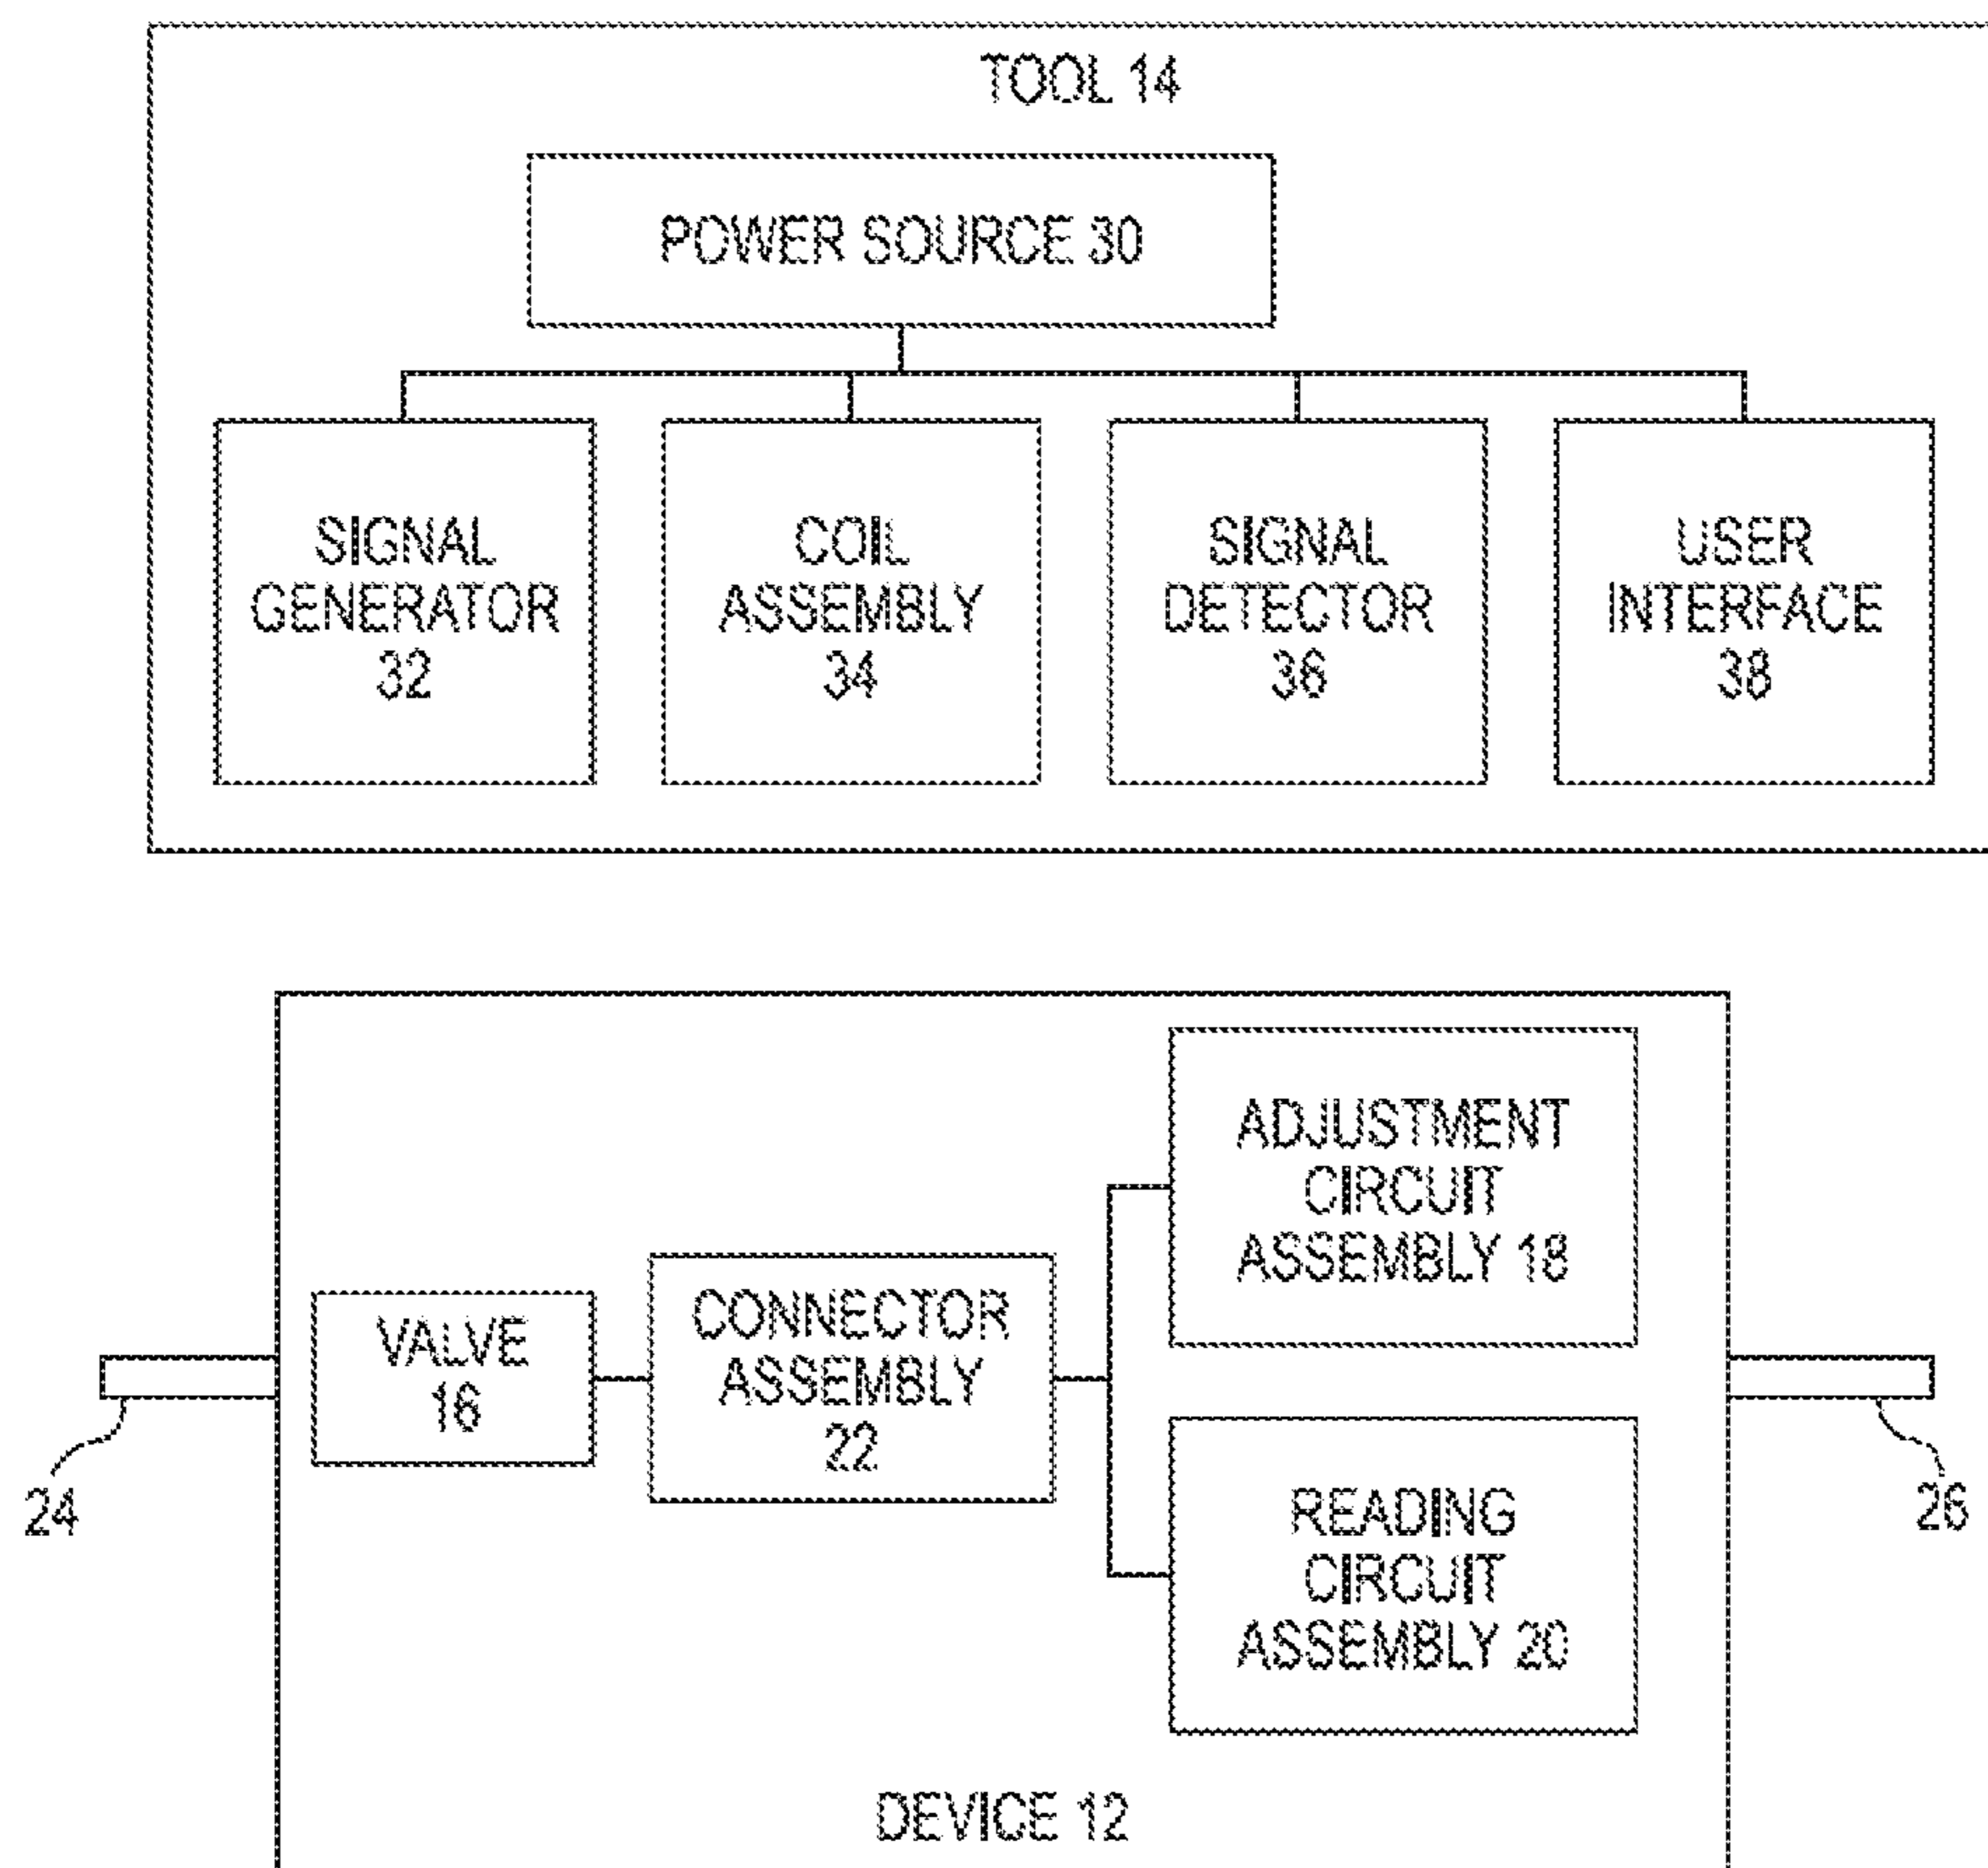 TOOL 14
POWER SOURCE 30
SIGNAL
GENERATOR
32
COIL
ASSEMBLY
34
SIGNAL
DETECTOR
36
USER
INTERFACE
38
ADJUSTMENT
CIRCUIT
ASSEMBLY 18
VALVE
16
CONNECTOR
ASSEMBLY
22
READING
CIRCUIT
ASSEMBLY 20
24
26
DEVICE 12